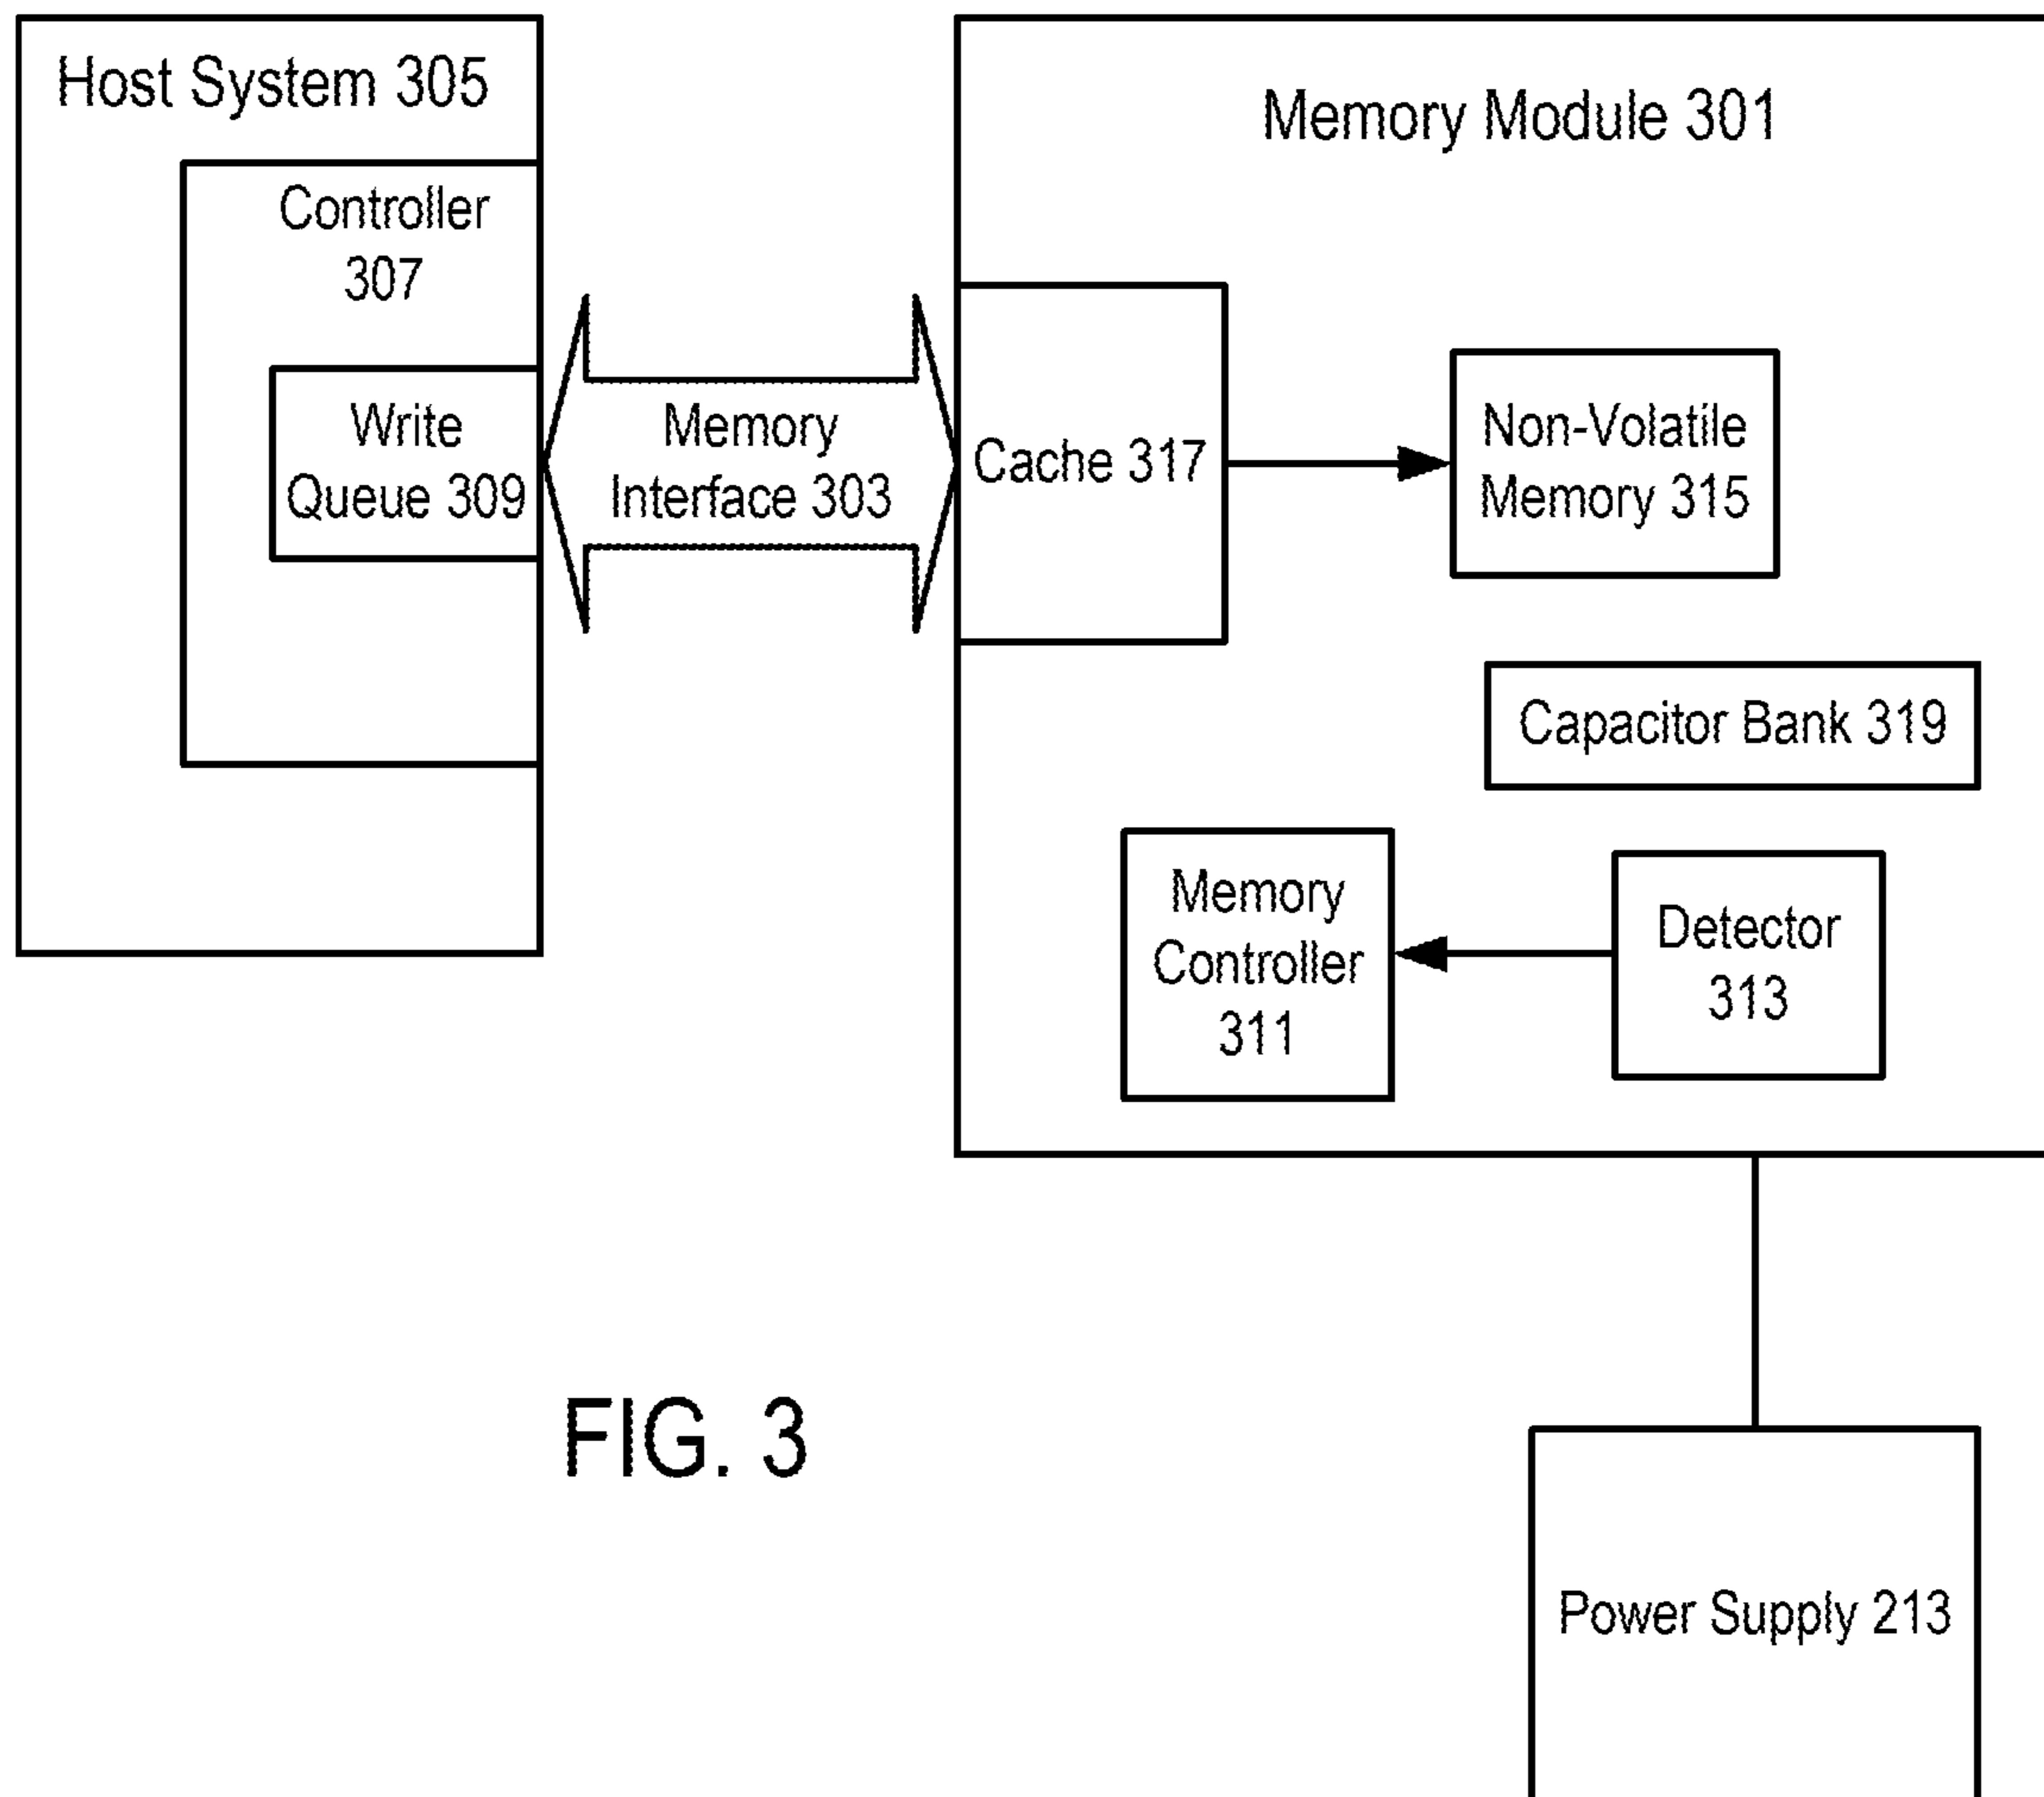 Host System 305
Controller
307
Write
Queue 309
Memory
Interface 303
Memory Module 301
Cache 317
Non-Volatile
Memory 315
Capacitor Bank 319
Memory
Controller
311
Detector
313
FIG. 3
Power Supply 213